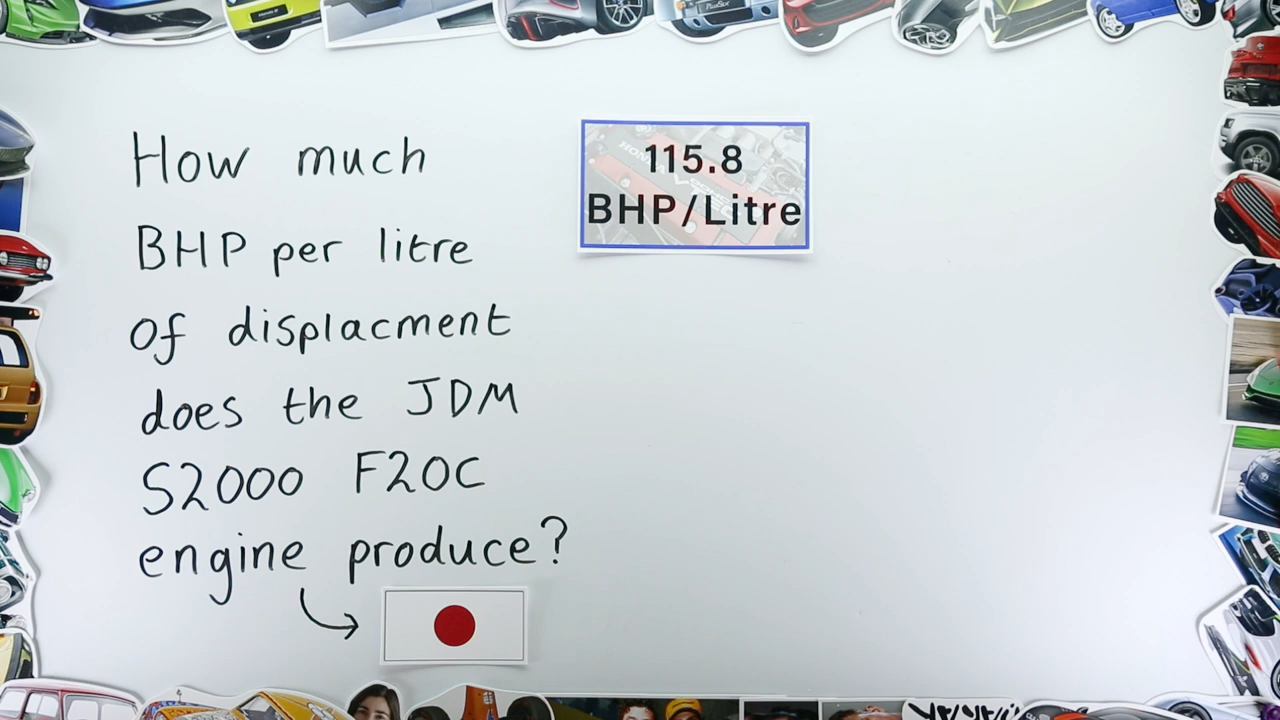 How much
BHP per litre
of displacment
does the JDM
S2000 F20C
engine produce?
115.8
BHP/Litre